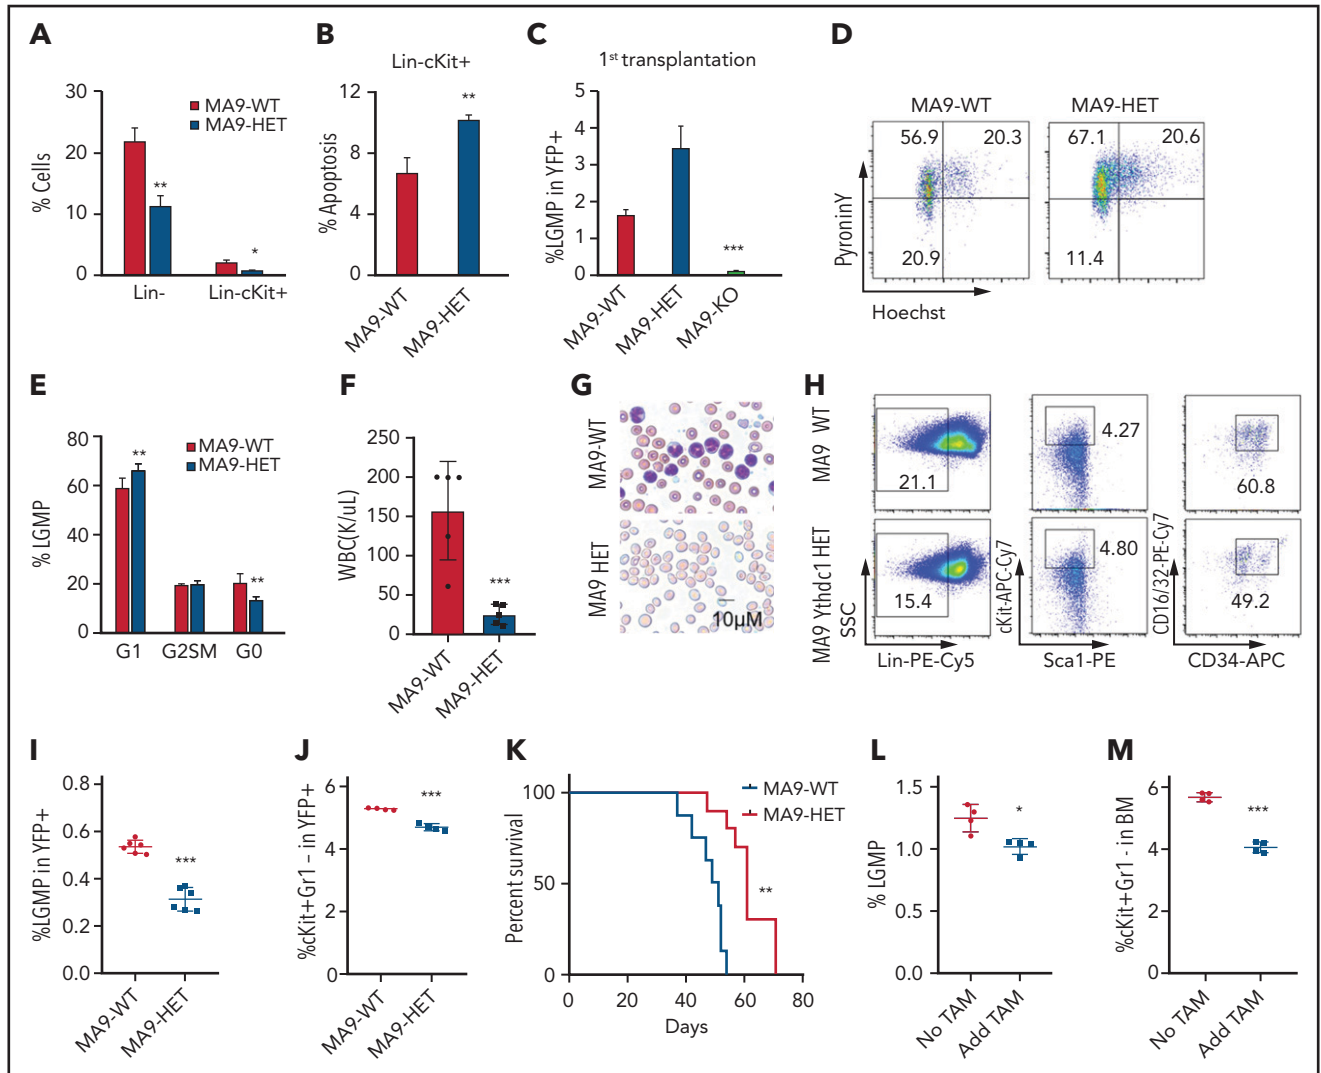 A
% Cells
30
20
10
0
MA9-WT
MA9-HET
**
*
Lin-
Lin-cKit+
B
Lin-cKit+
% Apoptosis
12
8
4
0
**
MA9-WT
MA9-HET
C
1st transplantation
%LGMP in YFP+
5
4
3
2
1
0
***
MA9-WT
MA9-HET
MA9-KO
D
MA9-WT
MA9-HET
56.9
20.3
20.9
67.1
20.6
11.4
PyroninY
Hoechst
E
% LGMP
80
60
40
20
0
MA9-WT
MA9-HET
**
**
G1
G2SM
G0
F
WBC(K/uL)
250
200
150
100
50
0
***
MA9-WT
MA9-HET
G
MA9-WT
MA9 HET
10µM
H
MA9 WT
MA9 Ythdc1 HET
21.1
4.27
60.8
15.4
4.80
49.2
SSC
Lin-PE-Cy5
cKit-APC-Cy7
Sca1-PE
CD16/32-PE-Cy7
CD34-APC
I
%LGMP in YFP+
0.8
0.6
0.4
0.2
0.0
***
MA9-WT
MA9-HET
J
%cKit+Gr1 – in YFP+
6
4
2
0
***
MA9-WT
MA9-HET
K
Percent survival
100
50
0
MA9-WT
MA9-HET
**
0
20
40
60
80
Days
L
% LGMP
1.5
1.0
0.5
0.0
*
No TAM
Add TAM
M
%cKit+Gr1 - in BM
6
4
2
0
***
No TAM
Add TAM